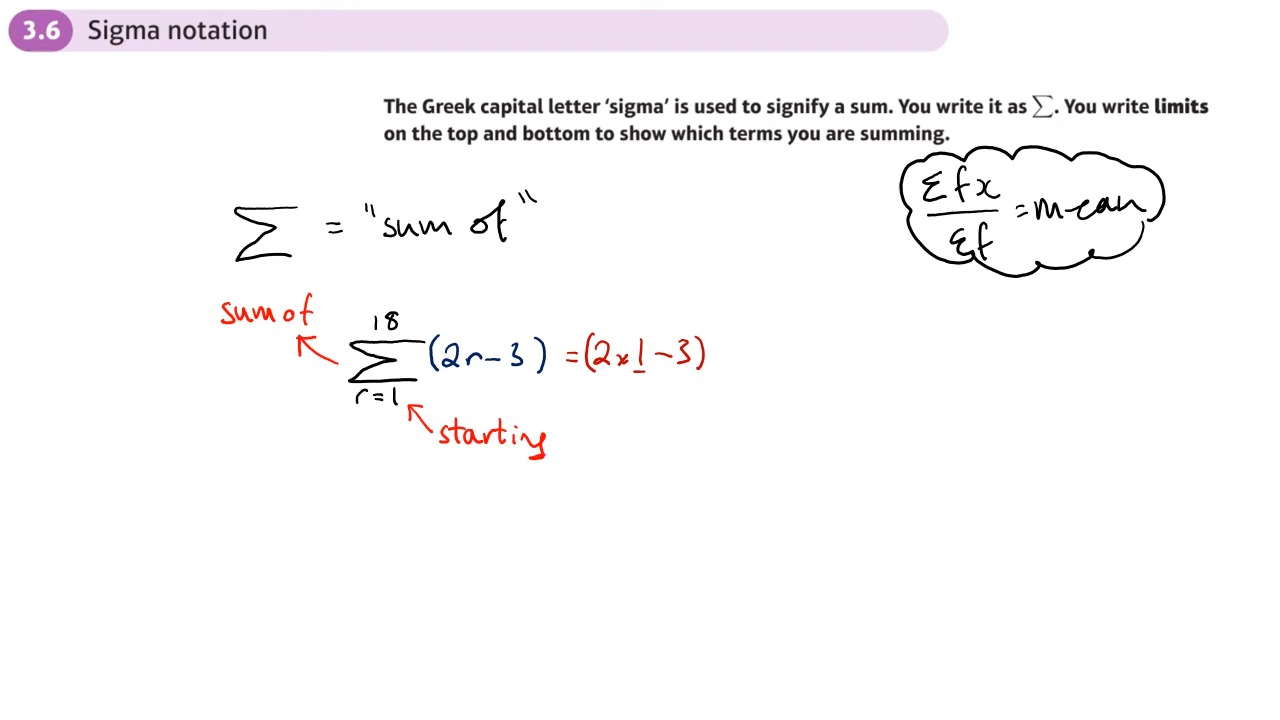 3.6 Sigma notation
The Greek capital letter ‘sigma’ is used to signify a sum. You write it as ∑. You write limits
on the top and bottom to show which terms you are summing.
Σfx
Σf
= mean
∑ = "sum of"
sum of
18
∑ (2r – 3) = (2 × 1 – 3)
r = 1
starting